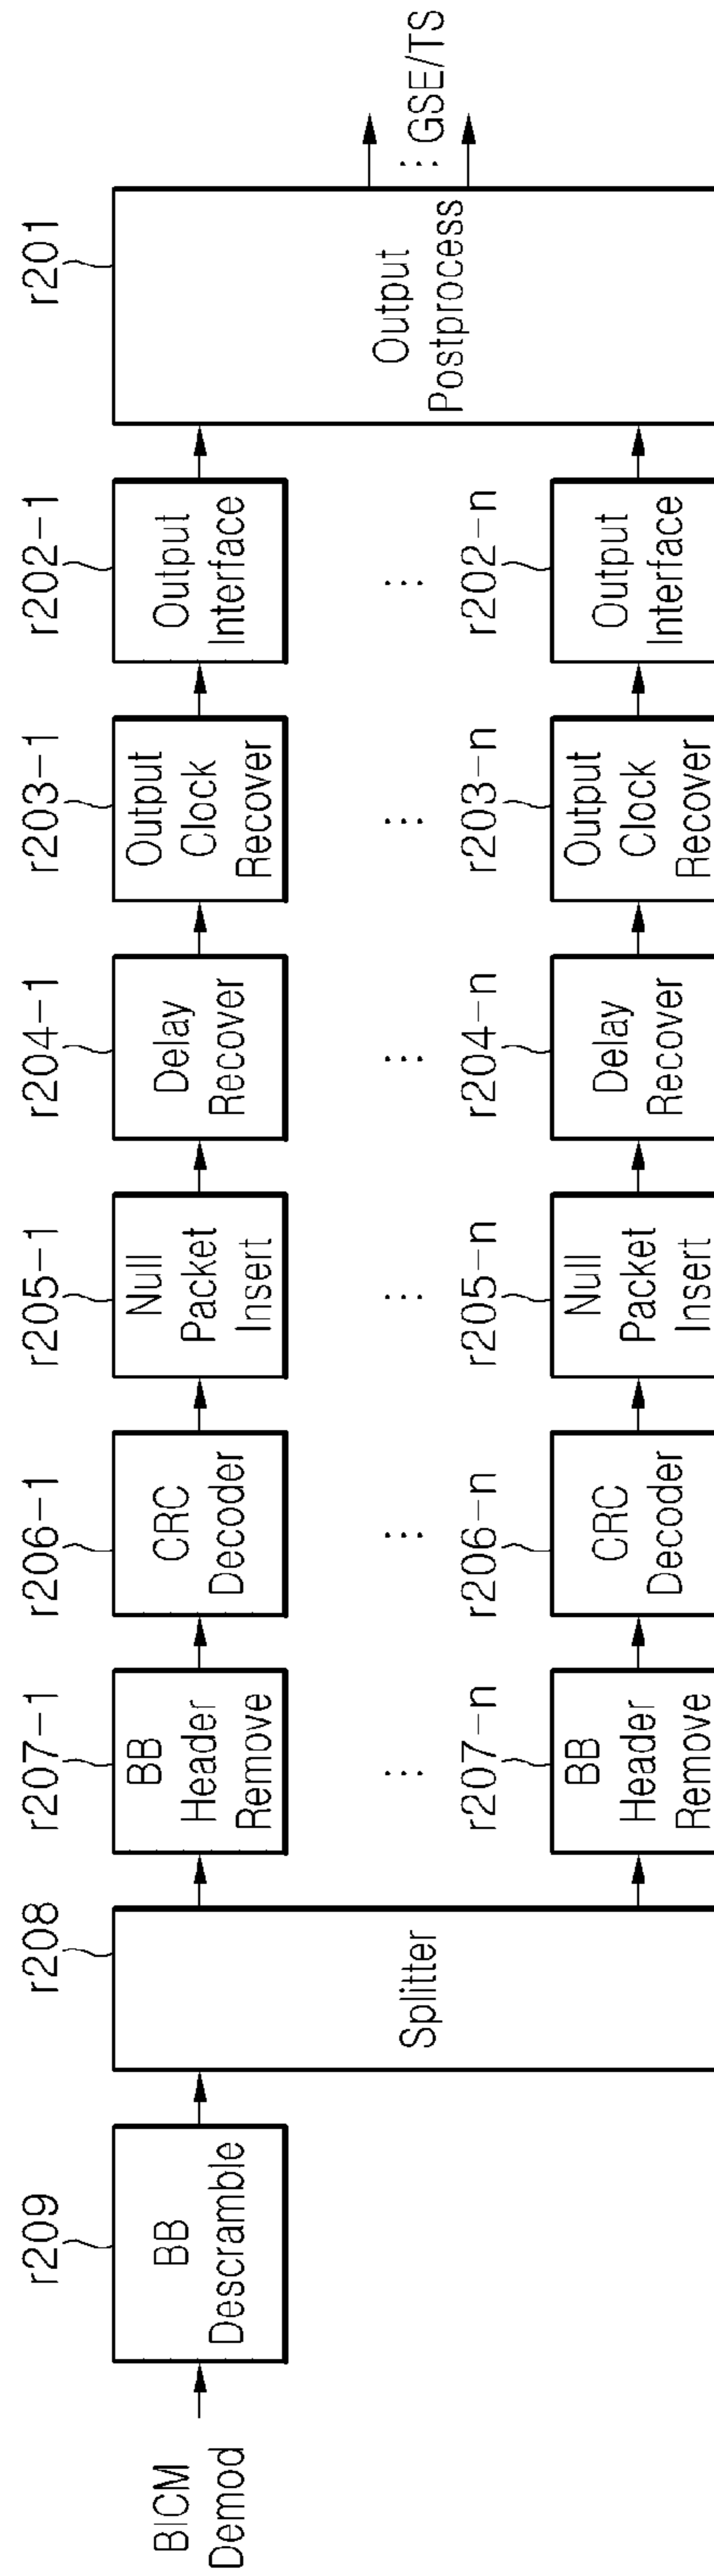 BICM
Demod
r209
BB
Descramble
r208
Splitter
r207-1
BB
Header
Remove
r206-1
CRC
Decoder
r205-1
Null
Packet
Insert
r204-1
Delay
Recover
r203-1
Output
Clock
Recover
r202-1
Output
Interface
r207-n
BB
Header
Remove
r206-n
CRC
Decoder
r205-n
Null
Packet
Insert
r204-n
Delay
Recover
r203-n
Output
Clock
Recover
r202-n
Output
Interface
r201
Output
Postprocess
GSE/TS